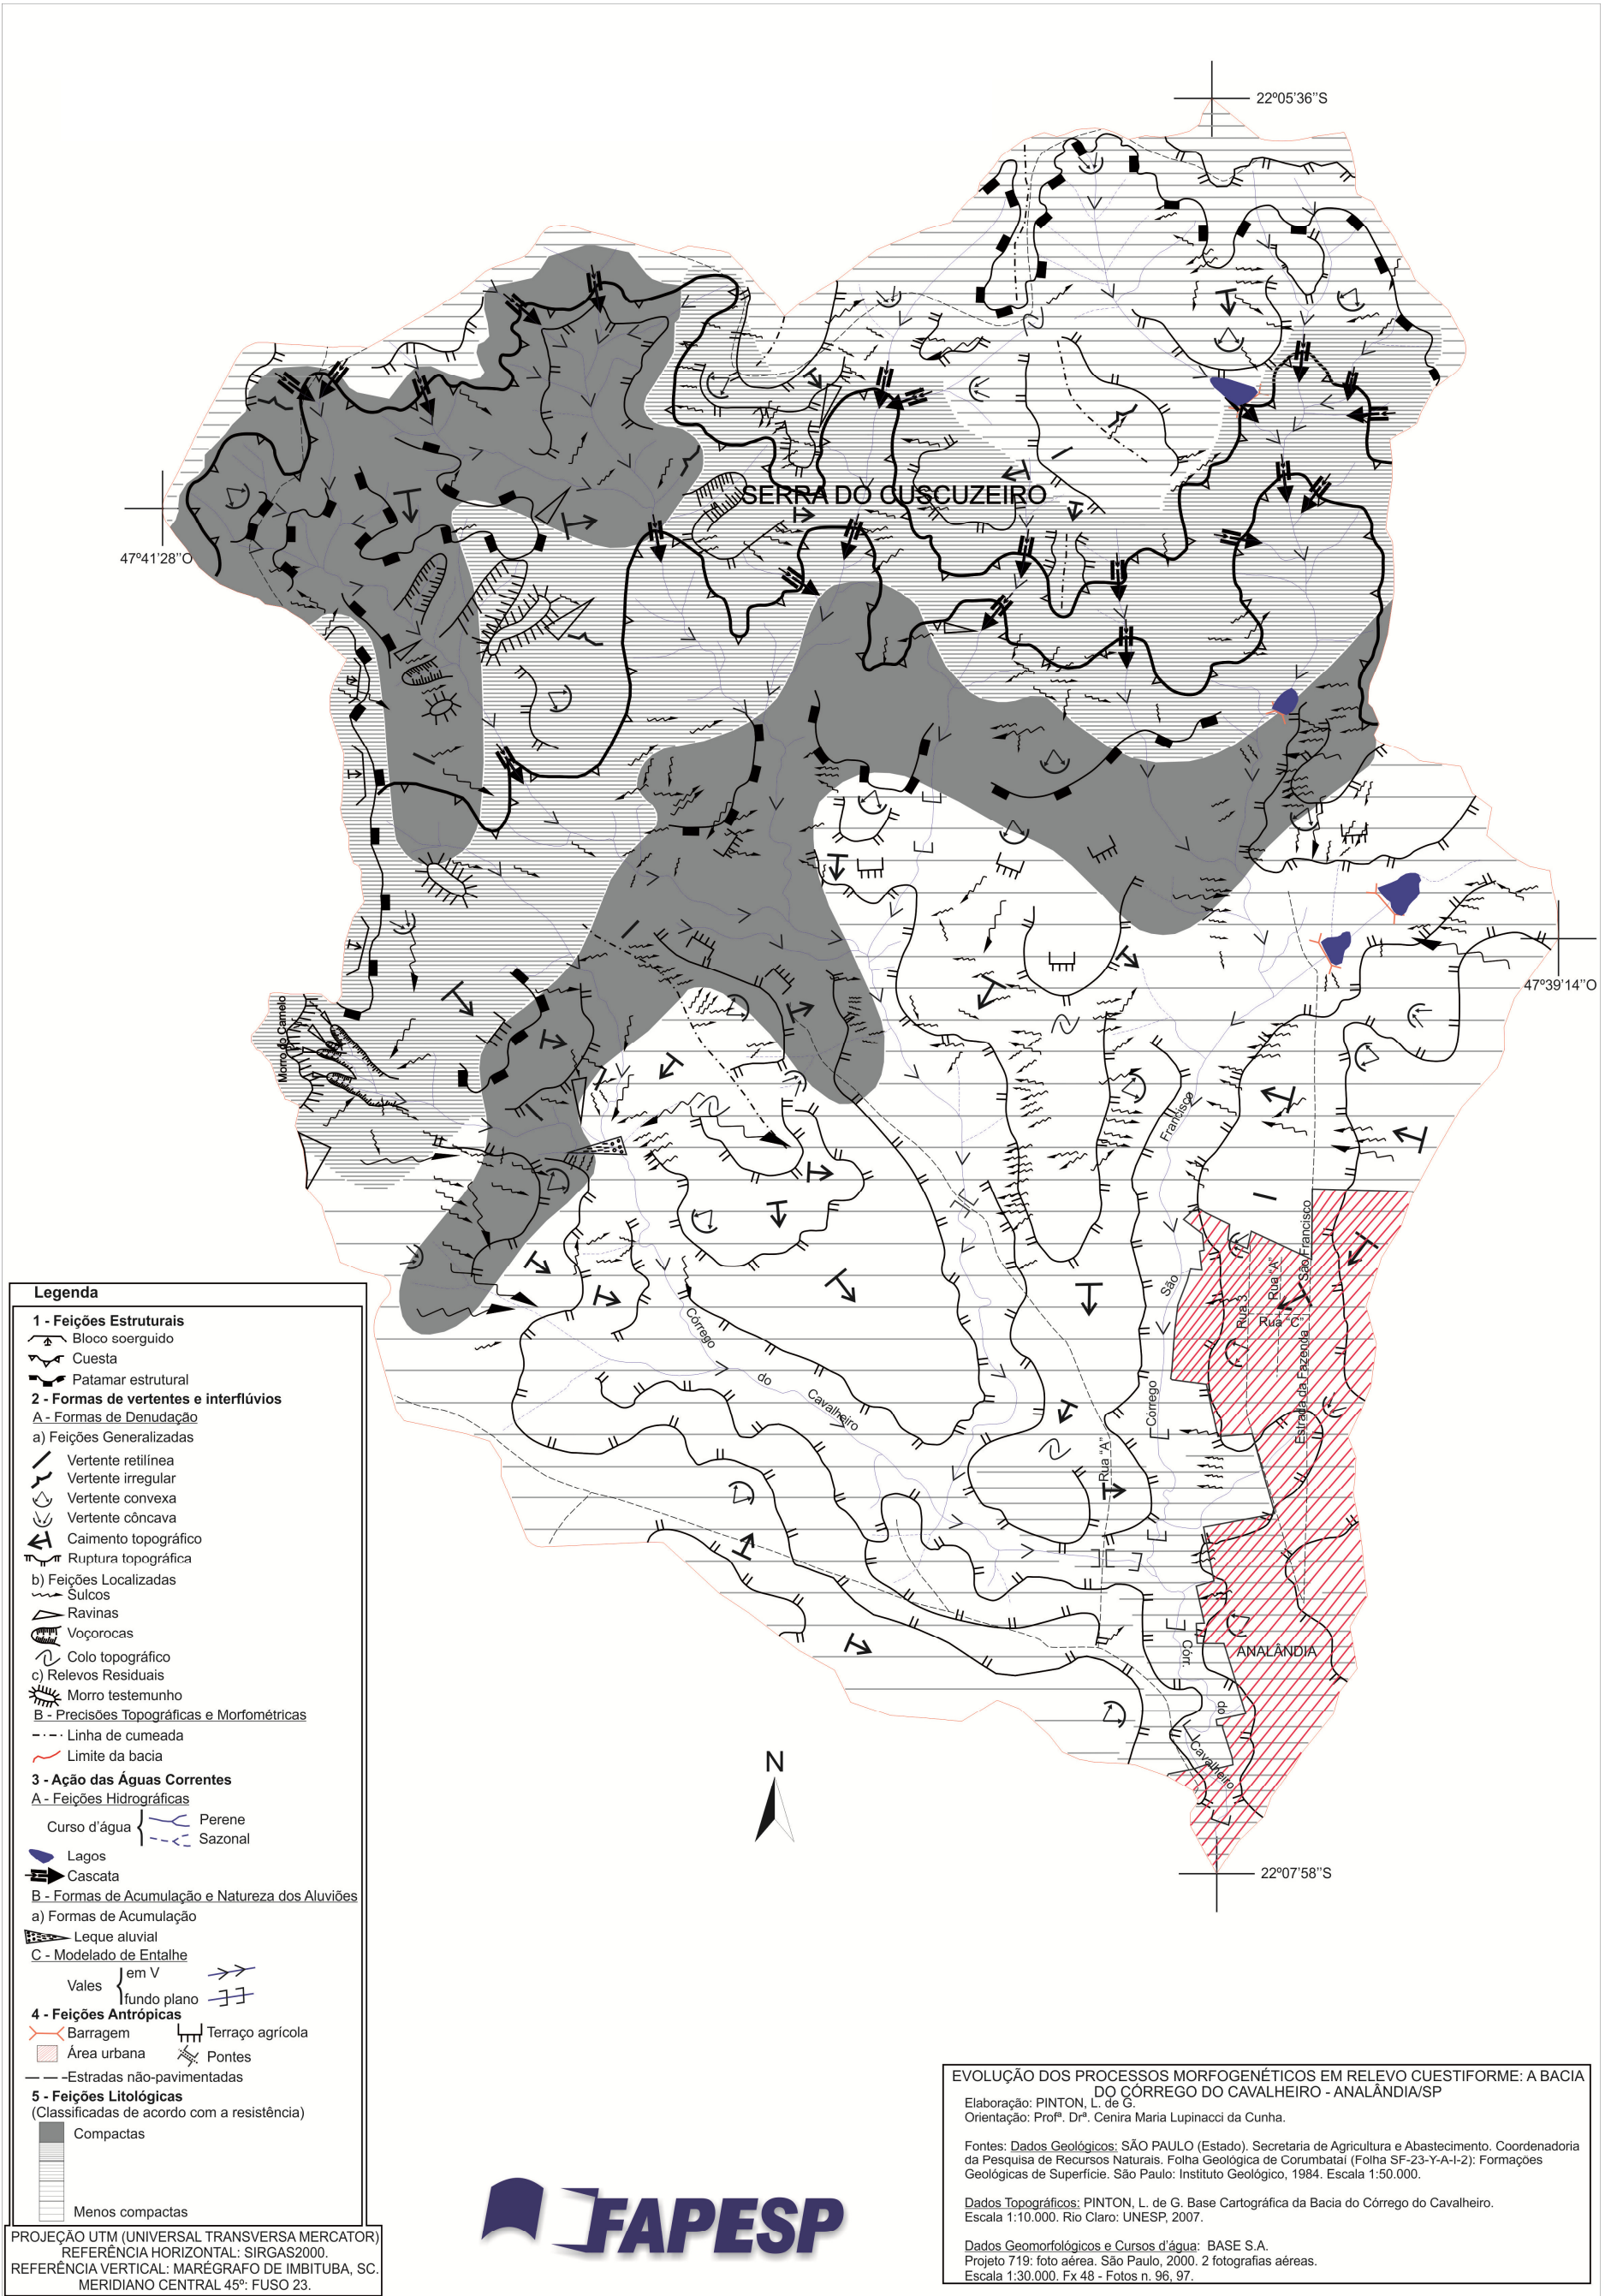 22º05'36''S
SERRA DO CUSCUZEIRO
47º41'28''O
47º39'14''O
Morro do Camelo
Francisco
São
Córrego
Córrego
do
Cavalheiro
Rua "A"
Rua 3
Rua "A"
Rua "C"
Estrada da Fazenda São Francisco
ANALÂNDIA
Córr.
do
Cavalheiro
N
22º07'58''S
Legenda
1 - Feições Estruturais
Bloco soerguido
Cuesta
Patamar estrutural
2 - Formas de vertentes e interflúvios
A - Formas de Denudação
a) Feições Generalizadas
Vertente retilínea
Vertente irregular
Vertente convexa
Vertente côncava
Caimento topográfico
Ruptura topográfica
b) Feições Localizadas
Sulcos
Ravinas
Voçorocas
Colo topográfico
c) Relevos Residuais
Morro testemunho
B - Precisões Topográficas e Morfométricas
Linha de cumeada
Limite da bacia
3 - Ação das Águas Correntes
A - Feições Hidrográficas
Curso d'água
Perene
Sazonal
Lagos
Cascata
B - Formas de Acumulação e Natureza dos Aluviões
a) Formas de Acumulação
Leque aluvial
C - Modelado de Entalhe
Vales
em V
fundo plano
4 - Feições Antrópicas
Barragem
Terraço agrícola
Área urbana
Pontes
Estradas não-pavimentadas
5 - Feições Litológicas
(Classificadas de acordo com a resistência)
Compactas
Menos compactas
PROJEÇÃO UTM (UNIVERSAL TRANSVERSA MERCATOR)
REFERÊNCIA HORIZONTAL: SIRGAS2000.
REFERÊNCIA VERTICAL: MARÉGRAFO DE IMBITUBA, SC.
MERIDIANO CENTRAL 45º: FUSO 23.
FAPESP
EVOLUÇÃO DOS PROCESSOS MORFOGENÉTICOS EM RELEVO CUESTIFORME: A BACIA
DO CÓRREGO DO CAVALHEIRO - ANALÂNDIA/SP
Elaboração: PINTON, L. de G.
Orientação: Profª. Drª. Cenira Maria Lupinacci da Cunha.
Fontes: Dados Geológicos: SÃO PAULO (Estado). Secretaria de Agricultura e Abastecimento. Coordenadoria
da Pesquisa de Recursos Naturais. Folha Geológica de Corumbataí (Folha SF-23-Y-A-I-2): Formações
Geológicas de Superfície. São Paulo: Instituto Geológico, 1984. Escala 1:50.000.
Dados Topográficos: PINTON, L. de G. Base Cartográfica da Bacia do Córrego do Cavalheiro.
Escala 1:10.000. Rio Claro: UNESP, 2007.
Dados Geomorfológicos e Cursos d'água: BASE S.A.
Projeto 719: foto aérea. São Paulo, 2000. 2 fotografias aéreas.
Escala 1:30.000. Fx 48 - Fotos n. 96, 97.